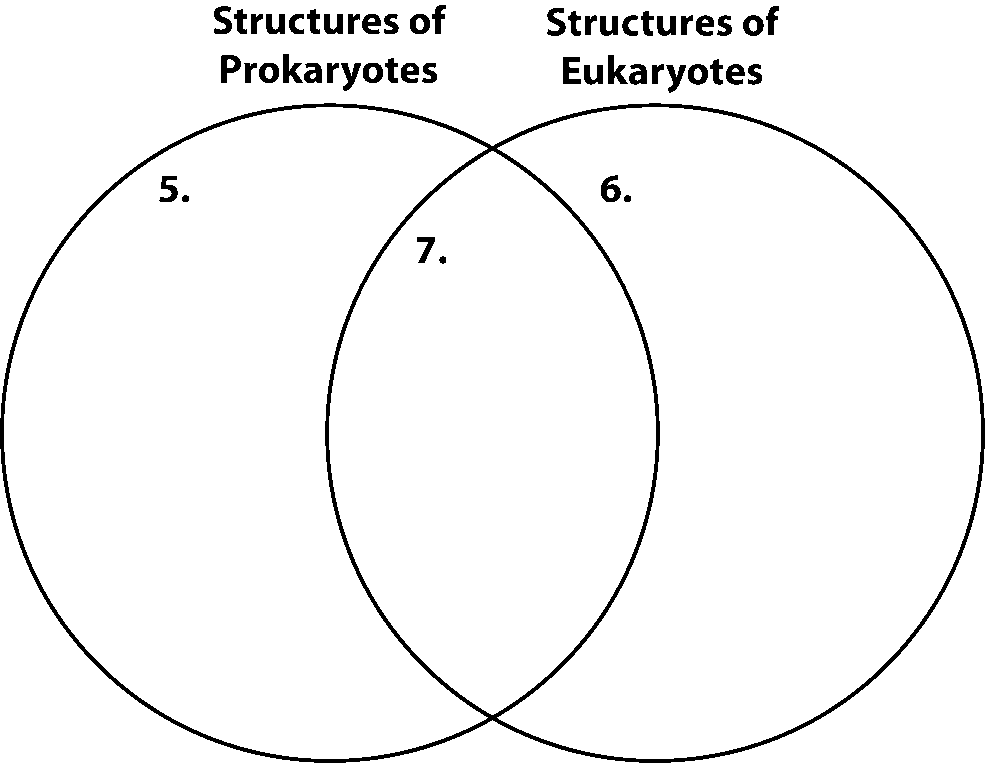 Structures of
Prokaryotes
Structures of
Eukaryotes
5.
6.
7.